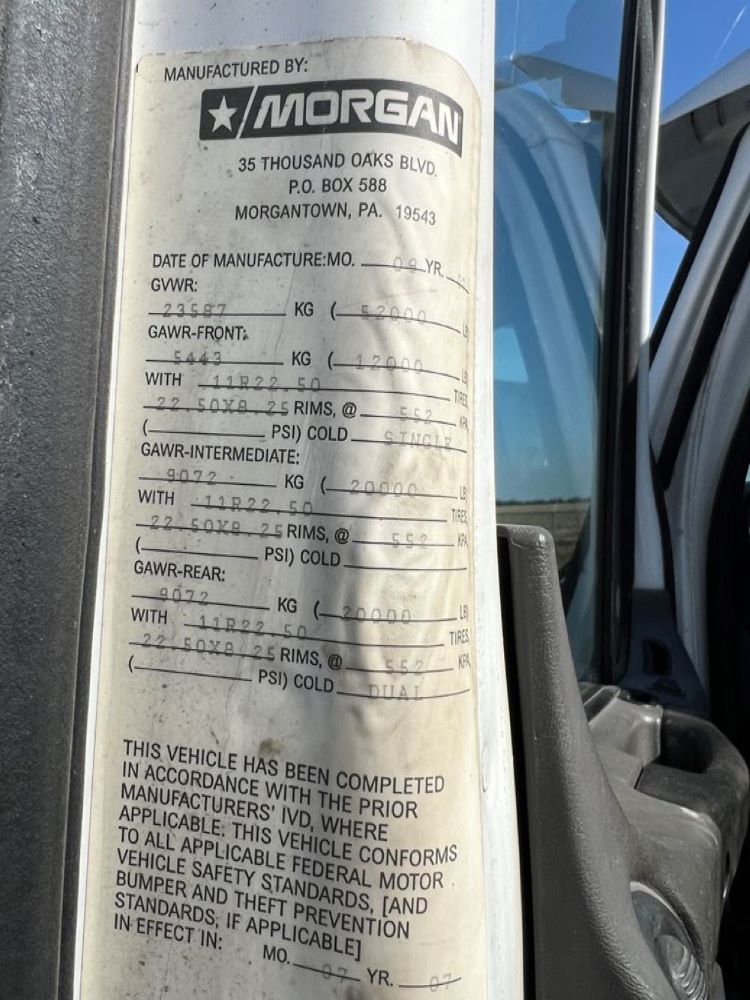 MANUFACTURED BY:
MORGAN
35 THOUSAND OAKS BLVD.
P.O. BOX 588
MORGANTOWN, PA. 19543
DATE OF MANUFACTURE:MO. 08 YR.
GVWR:
23587 KG ( 52000 LB
GAWR-FRONT:
5443 KG ( 12000 LB
WITH 11R22.50 TIRES,
22.50X8.25 RIMS, @ 552 KPA
( PSI) COLD SINGLE
GAWR-INTERMEDIATE:
9072 KG ( 20000 LB)
WITH 11R22.50 TIRES,
22.50X8.25 RIMS, @ 552 KPA
( PSI) COLD
GAWR-REAR:
9072 KG ( 20000 LB)
WITH 11R22.50 TIRES,
22.50X8.25 RIMS, @ 552 KPA
( PSI) COLD DUAL
THIS VEHICLE HAS BEEN COMPLETED
IN ACCORDANCE WITH THE PRIOR
MANUFACTURERS' IVD, WHERE
APPLICABLE. THIS VEHICLE CONFORMS
TO ALL APPLICABLE FEDERAL MOTOR
VEHICLE SAFETY STANDARDS, [AND
BUMPER AND THEFT PREVENTION
STANDARDS, IF APPLICABLE]
IN EFFECT IN: MO. 07 YR. 07